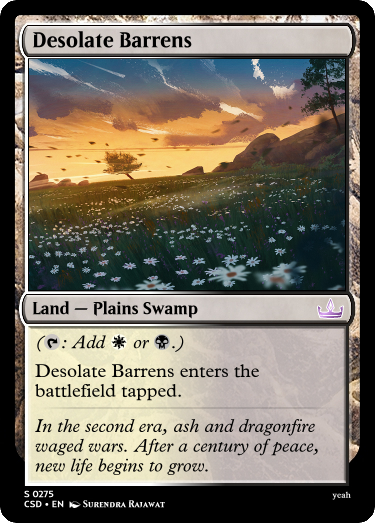 Desolate Barrens
Land — Plains Swamp
(T: Add or .)
Desolate Barrens enters the
battlefield tapped.
In the second era, ash and dragonfire
waged wars. After a century of peace,
new life begins to grow.
S 0275
CSD • EN Surendra Rajawat
yeah